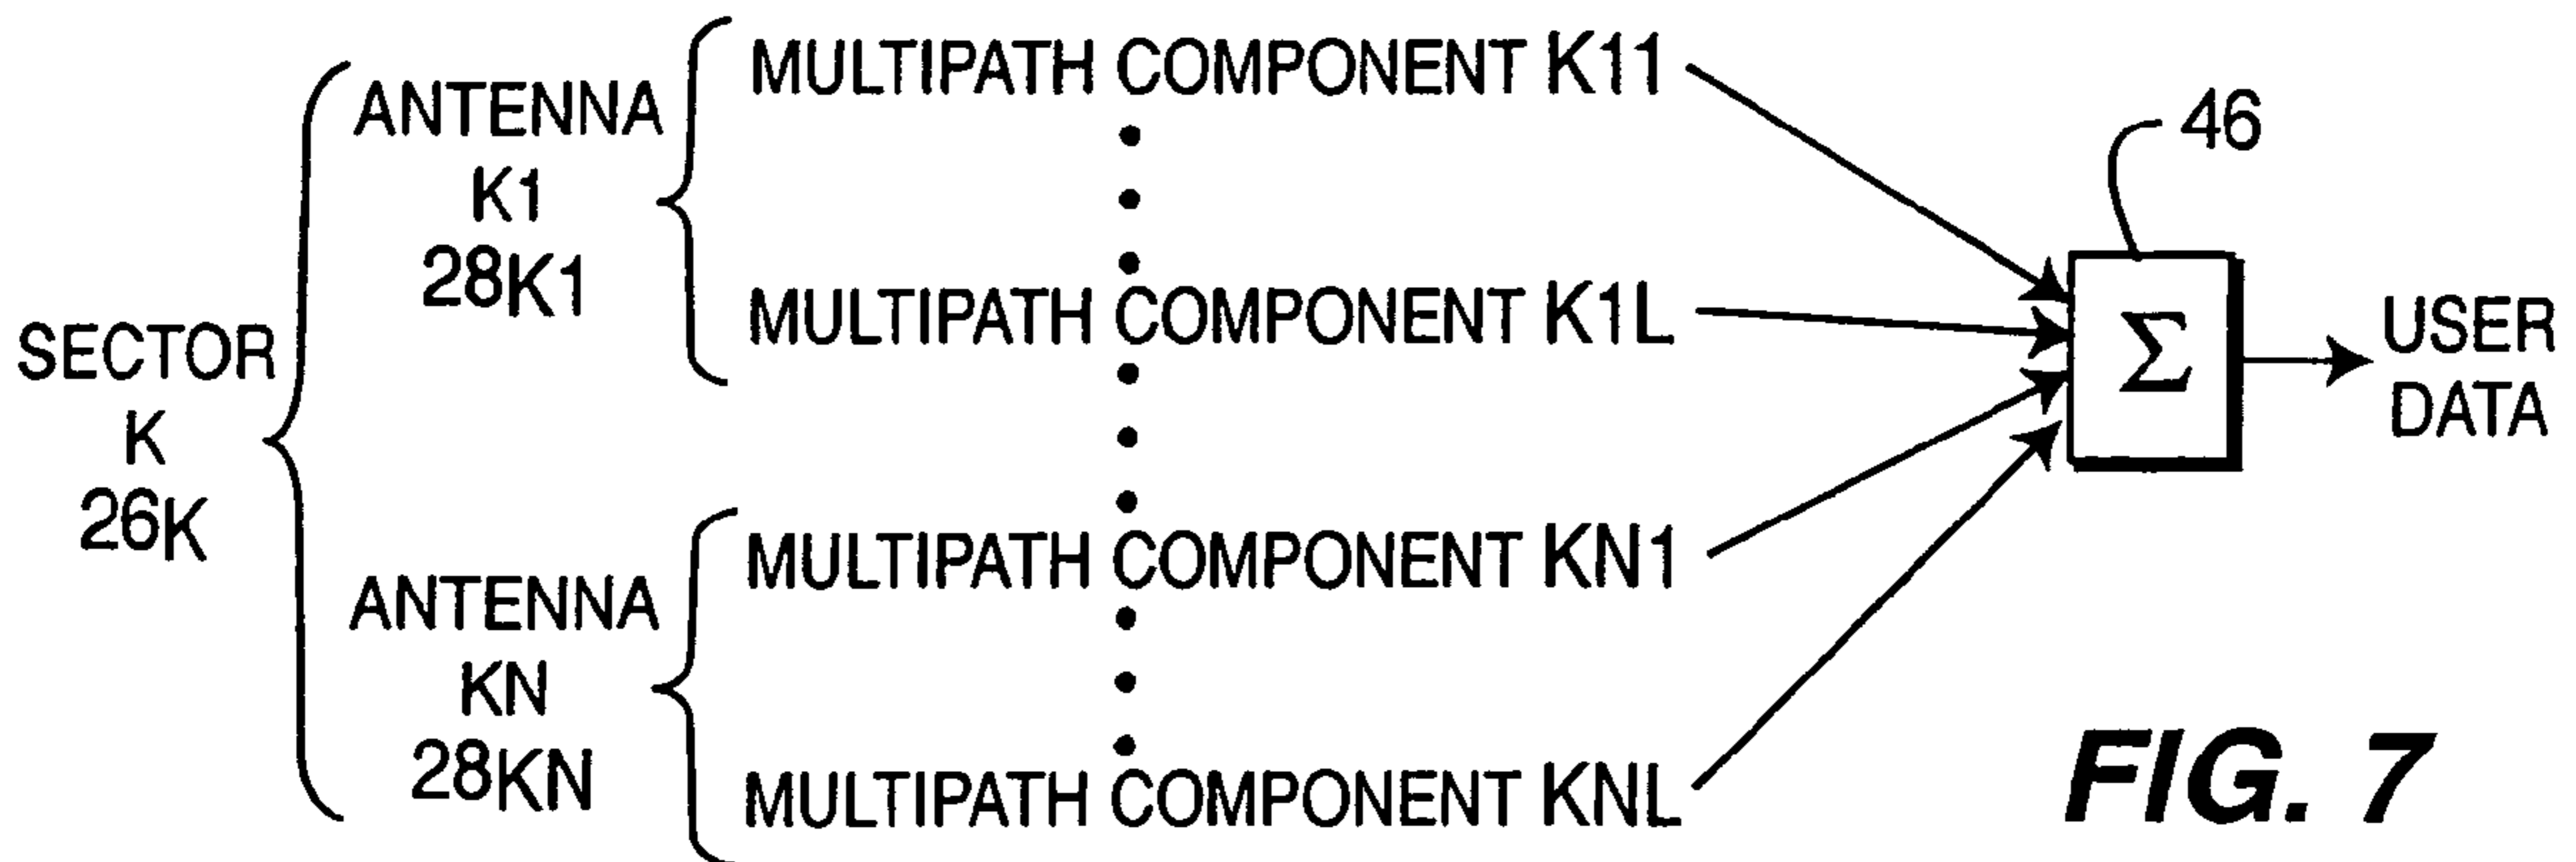 SECTOR
K
26K
ANTENNA
K1
28K1
MULTIPATH COMPONENT K11
MULTIPATH COMPONENT K1L
ANTENNA
KN
28KN
MULTIPATH COMPONENT KN1
MULTIPATH COMPONENT KNL
46
Σ
USER
DATA
FIG. 7